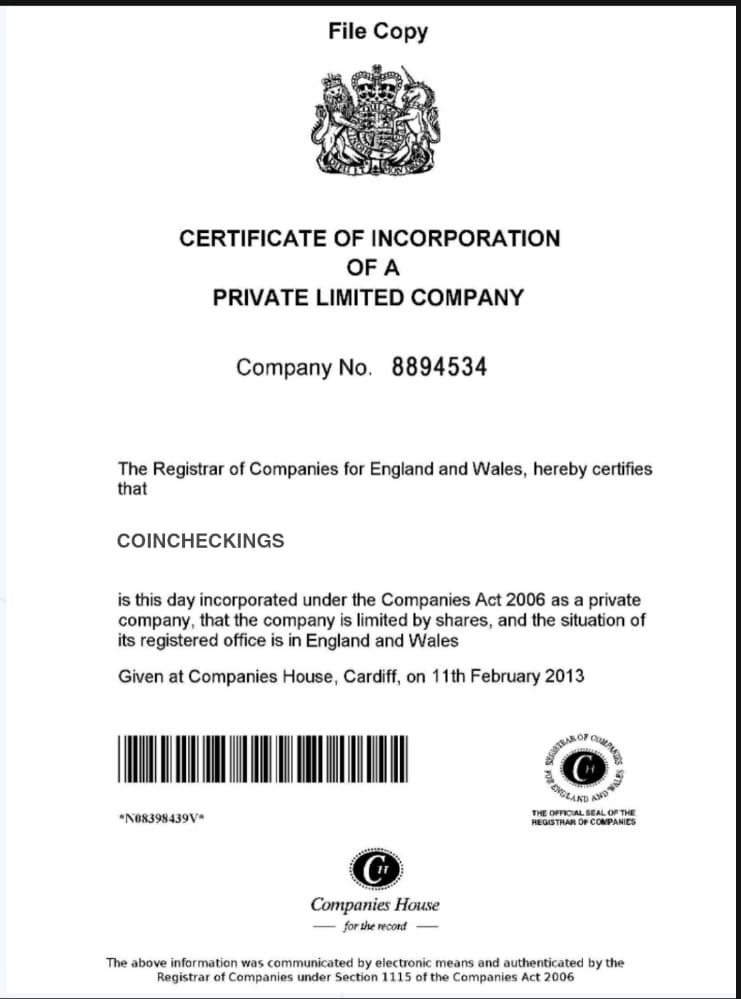 File Copy
CERTIFICATE OF INCORPORATION
OF A
PRIVATE LIMITED COMPANY
Company No. 8894534
The Registrar of Companies for England and Wales, hereby certifies
that
COINCHECKINGS
is this day incorporated under the Companies Act 2006 as a private
company, that the company is limited by shares, and the situation of
its registered office is in England and Wales
Given at Companies House, Cardiff, on 11th February 2013
*N08398439V*
REGISTRAR OF COMPANIES
FOR ENGLAND AND WALES
CH
THE OFFICIAL SEAL OF THE
REGISTRAR OF COMPANIES
CH
Companies House
for the record
The above information was communicated by electronic means and authenticated by the
Registrar of Companies under Section 1115 of the Companies Act 2006